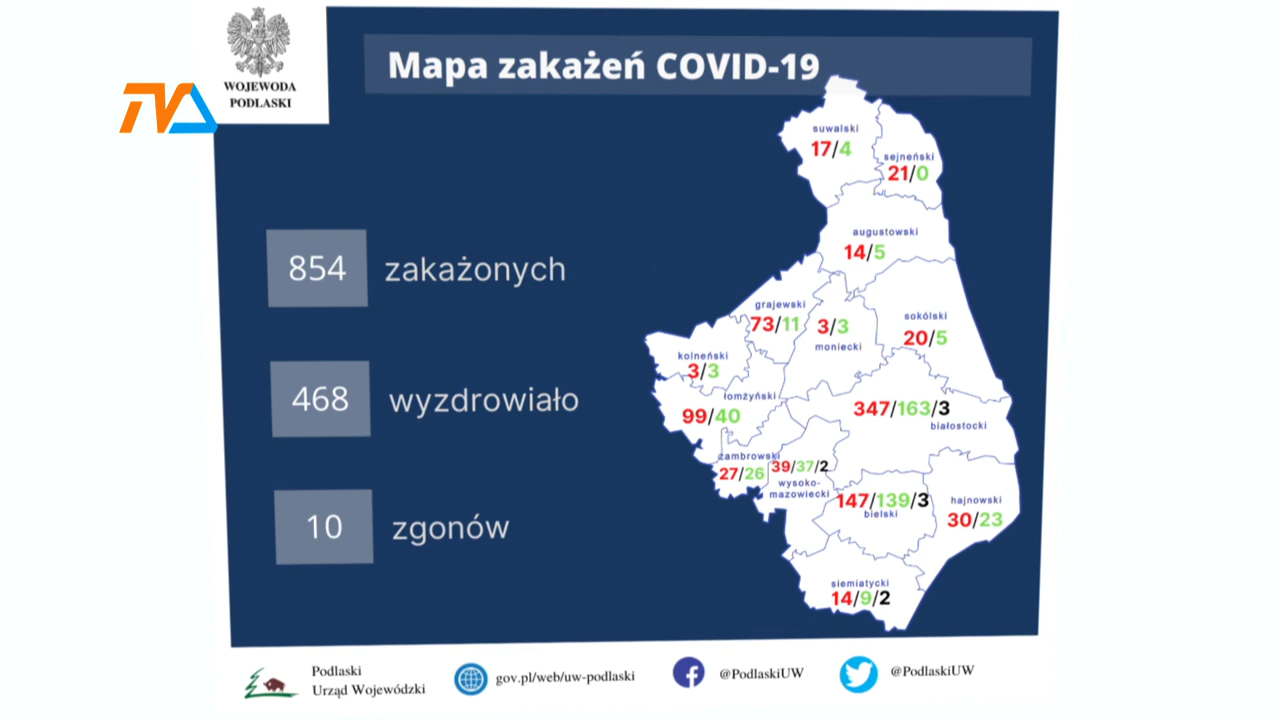 WOJEWODA
PODLASKI
TVA
Mapa zakażeń COVID-19
suwalski
17/4
sejneński
21/0
augustowski
14/5
854 zakażonych
grajewski
73/11
3/3
moniecki
sokólski
20/5
kolneński
3/3
łomżyński
99/40
468 wyzdrowiało
347/163/3
białostocki
zambrowski
27/26
39/37/2
wysoko-
mazowiecki
147/139/3
bielski
hajnowski
30/23
10 zgonów
siemiatycki
14/9/2
Podlaski
Urząd Wojewódzki
gov.pl/web/uw-podlaski
@PodlaskiUW
@PodlaskiUW